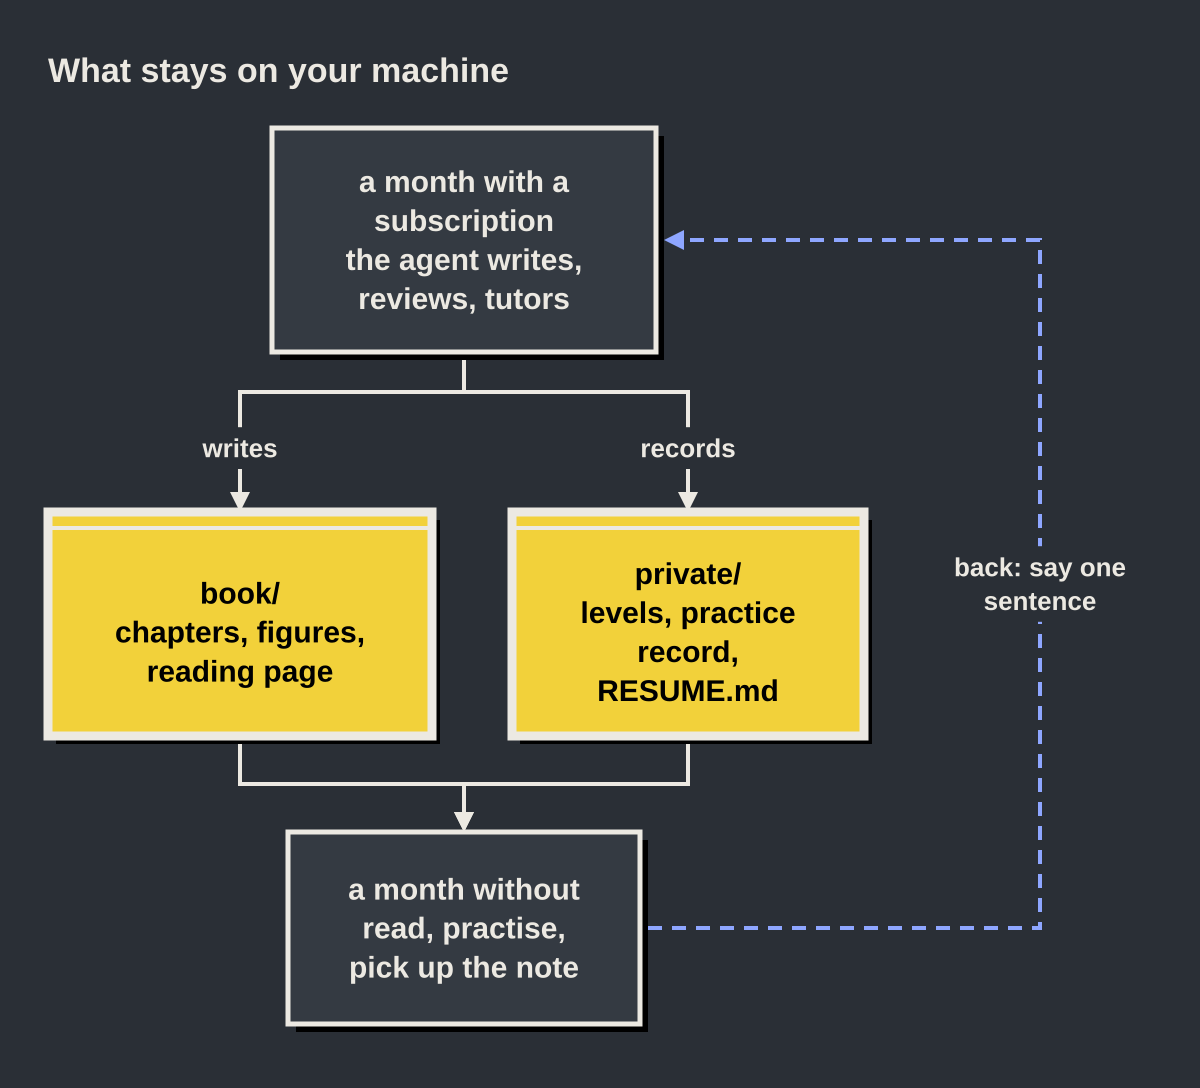 What stays on your machine
a month with a
subscription
the agent writes,
reviews, tutors
writes
records
book/
chapters, figures,
reading page
private/
levels, practice
record,
RESUME.md
back: say one
sentence
a month without
read, practise,
pick up the note